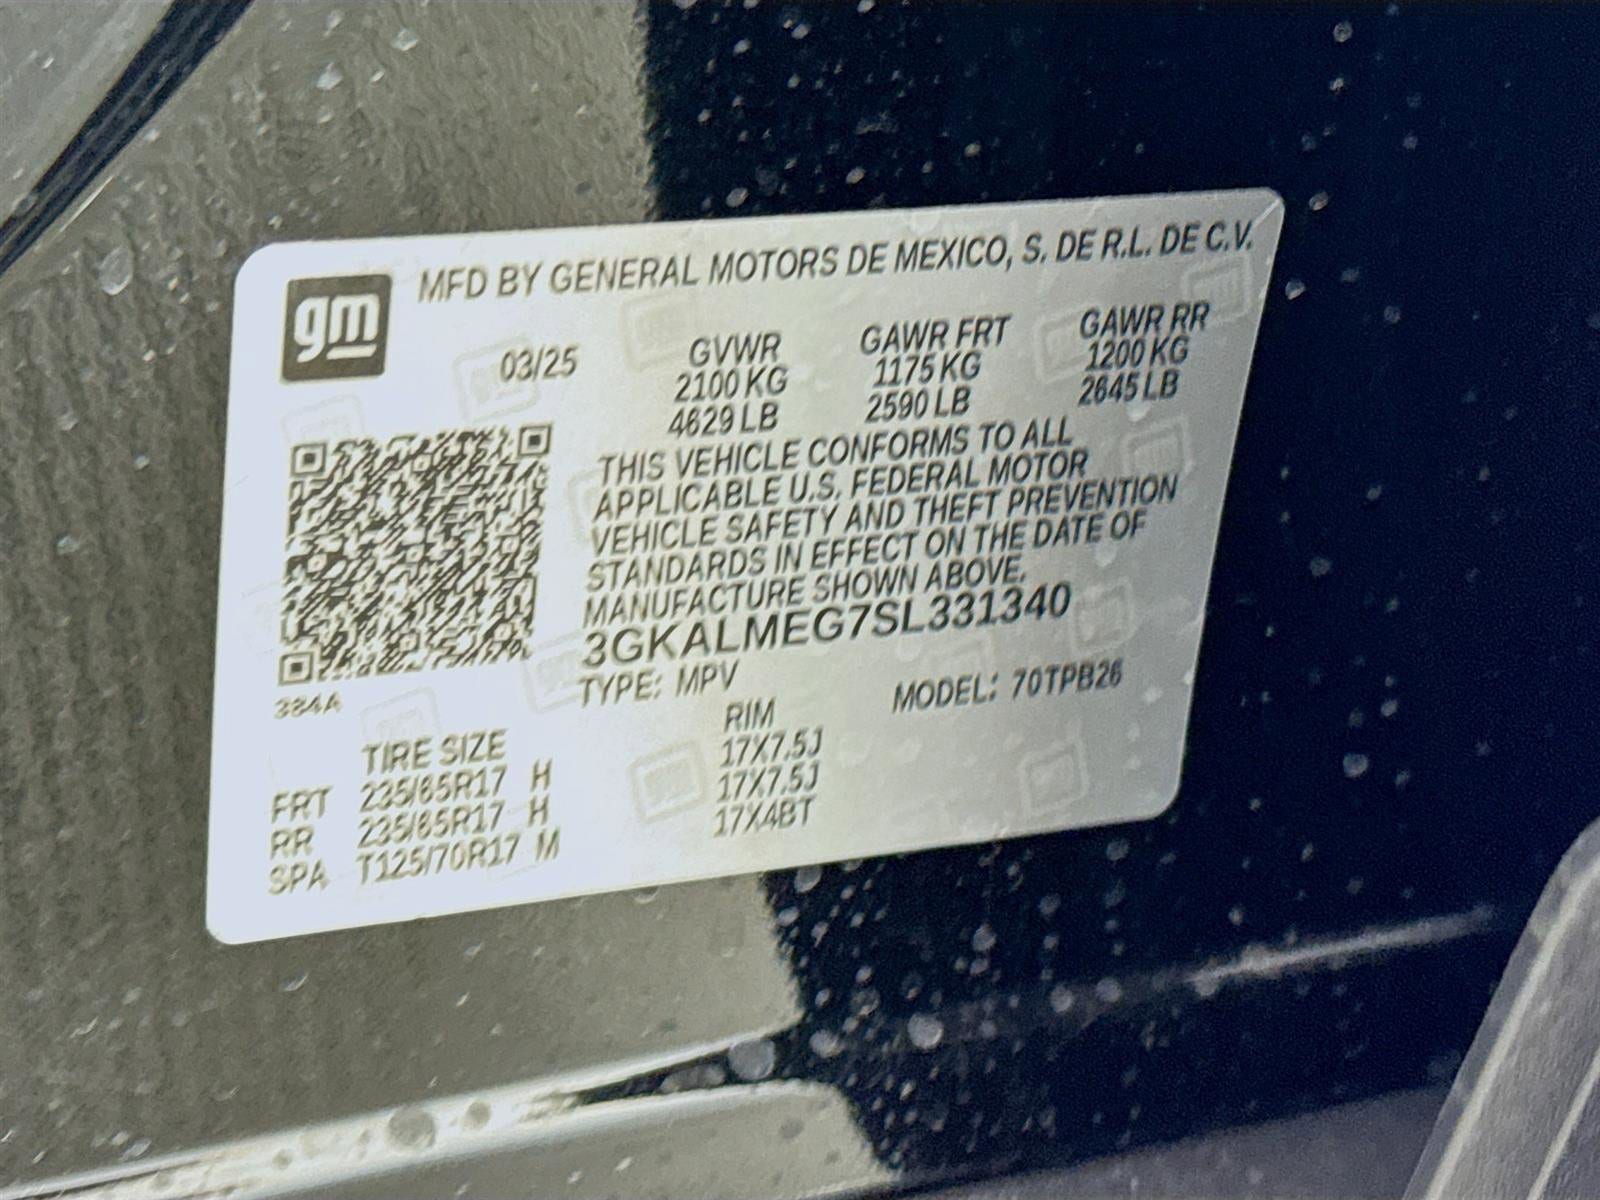 gm
MFD BY GENERAL MOTORS DE MEXICO, S. DE R.L. DE C.V.
03/25 GVWR GAWR FRT GAWR RR
2100 KG 1175 KG 1200 KG
4629 LB 2590 LB 2645 LB
THIS VEHICLE CONFORMS TO ALL
APPLICABLE U.S. FEDERAL MOTOR
VEHICLE SAFETY AND THEFT PREVENTION
STANDARDS IN EFFECT ON THE DATE OF
MANUFACTURE SHOWN ABOVE.
3GKALMEG7SL331340
384A
TYPE: MPV MODEL: 70TPB26
TIRE SIZE RIM
FRT 235/65R17 H 17X7.5J
RR 235/65R17 H 17X7.5J
SPA T125/70R17 M 17X4BT